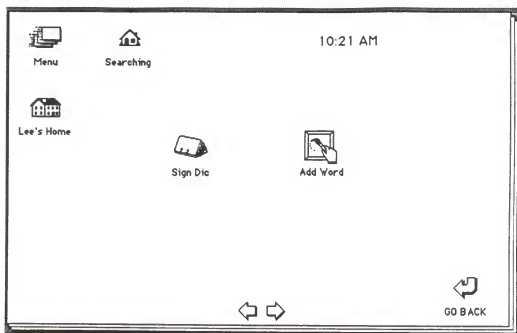 10:21 AM
Menu
Searching
Lee's Home
Sign Dic
Add Word
GO BACK